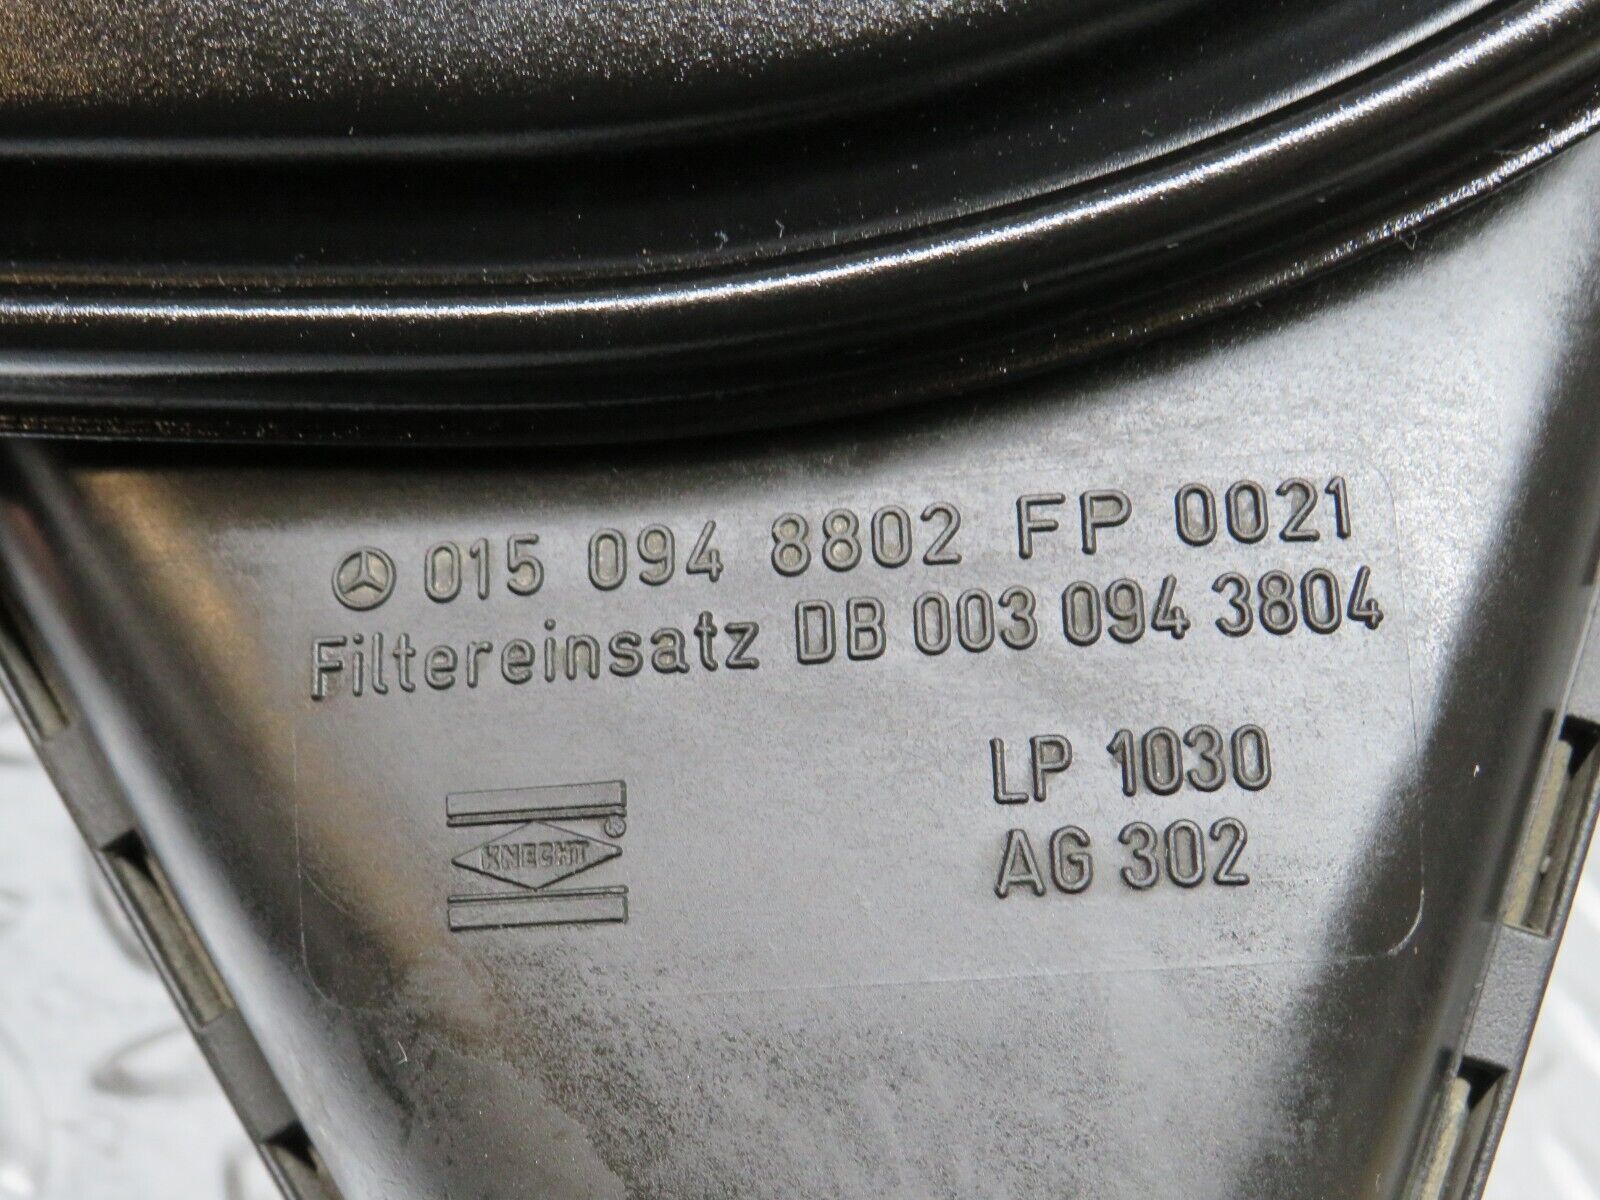 015 094 8802 FP 0021
Filtereinsatz DB 003 094 3804
LP 1030
AG 302
KNECHT ®